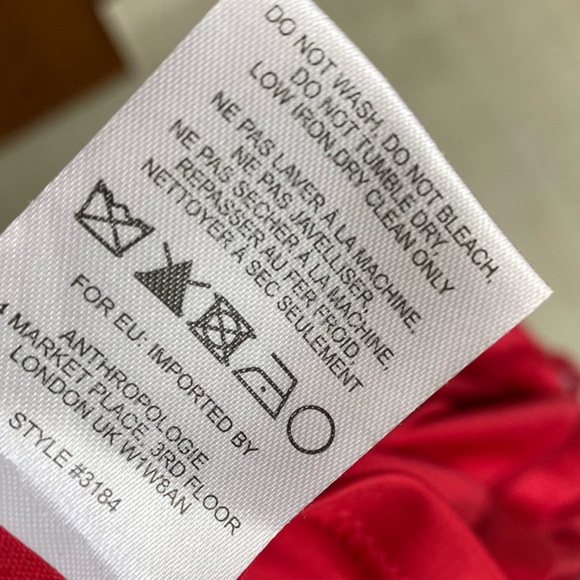 DO NOT WASH, DO NOT BLEACH,
DO NOT TUMBLE DRY,
LOW IRON,DRY CLEAN ONLY
NE PAS LAVER À LA MACHINE,
NE PAS JAVELLISER,
NE PAS SECHER A LA MACHINE,
REPASSER AU FER FROID
NETTOYER À SEC SEULEMENT
FOR EU: IMPORTED BY
ANTHROPOLOGIE
4 MARKET PLACE, 3RD FLOOR
LONDON UK W1W8AN
STYLE #3184